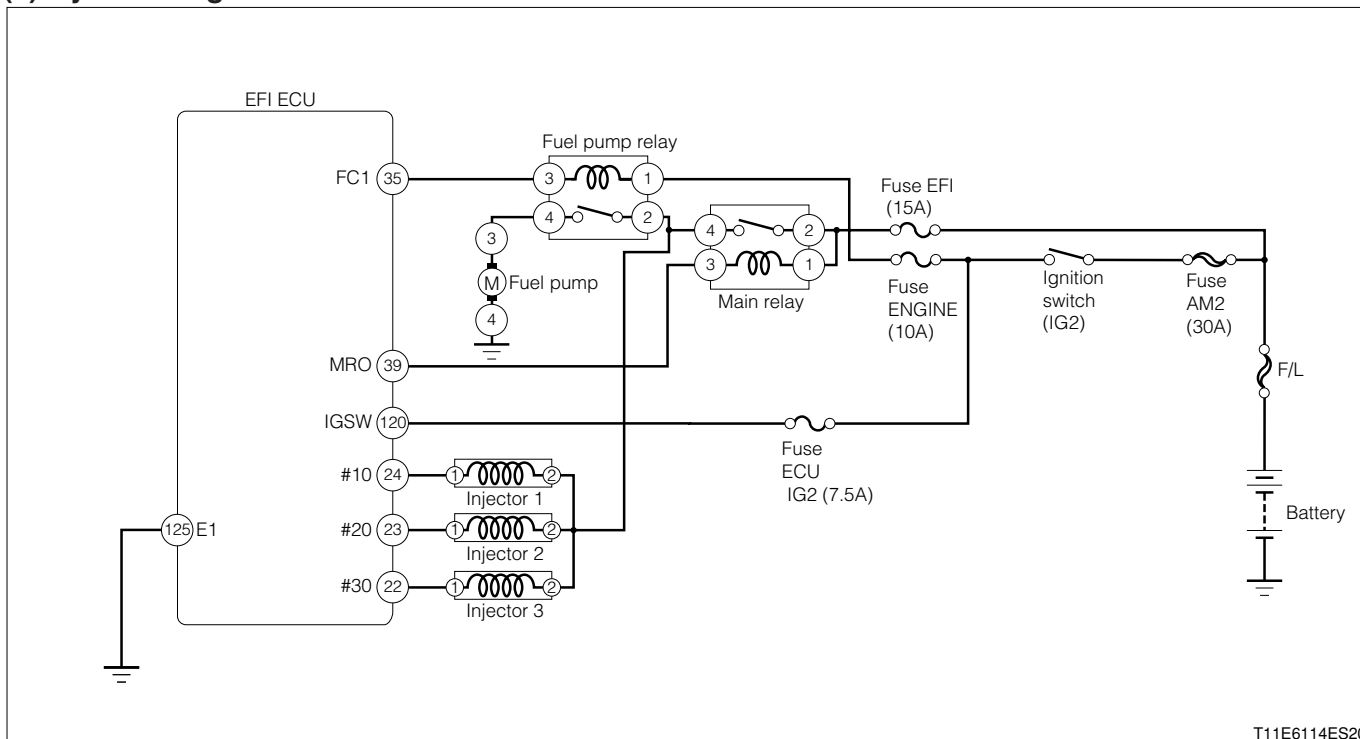 EFI ECU
Fuel pump relay
FC1 35
3 1
4 2
3
M Fuel pump
4
4 2
3 1
Main relay
Fuse EFI
(15A)
Fuse
ENGINE
(10A)
Ignition
switch
(IG2)
Fuse
AM2
(30A)
F/L
MRO 39
IGSW 120
Fuse
ECU
IG2 (7.5A)
#10 24
1 2
Injector 1
125 E1
#20 23
1 2
Injector 2
#30 22
1 2
Injector 3
Battery
T11E6114ES20